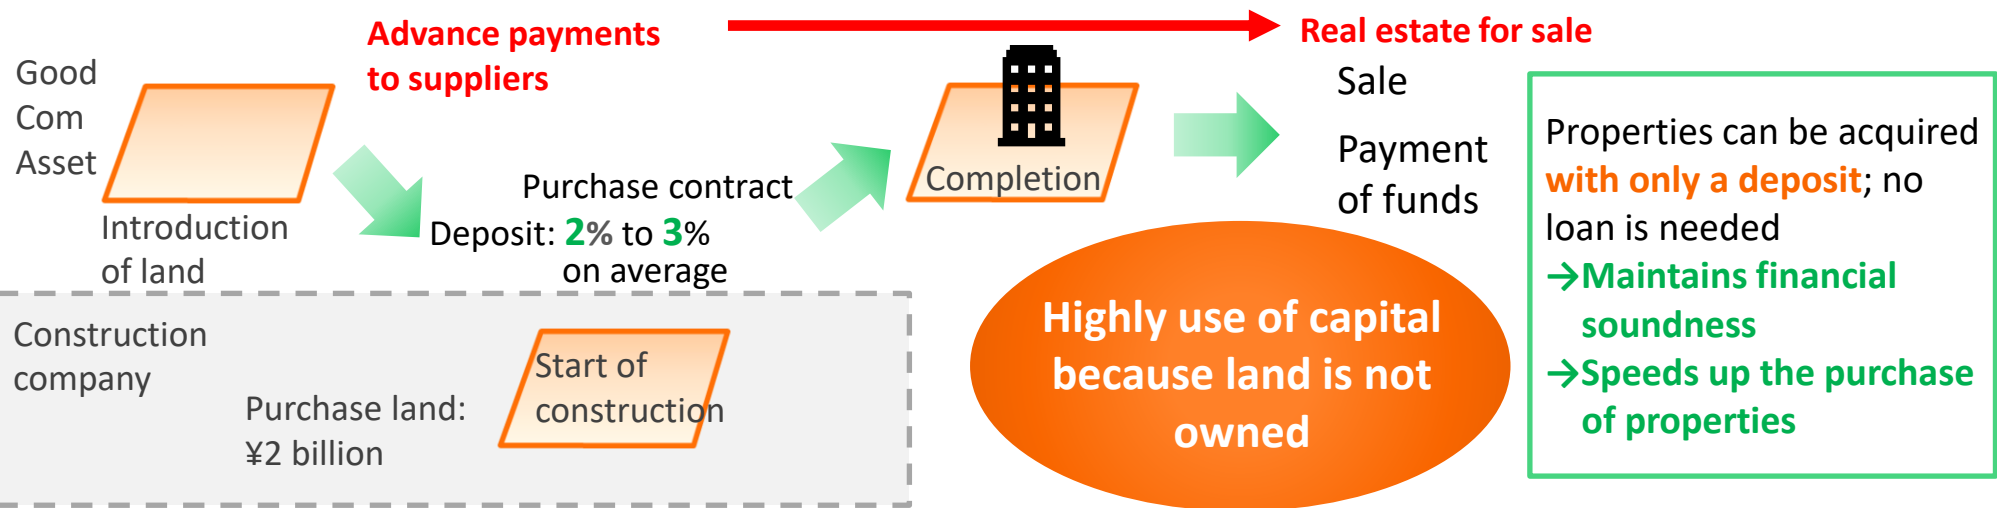 Good
Com
Asset
Introduction
of land
Advance payments
to suppliers
Purchase contract
Deposit: 2% to 3%
on average
Completion
Real estate for sale
Sale
Payment
of funds
Construction
company
Purchase land:
¥2 billion
Start of
construction
Highly use of capital
because land is not
owned
Properties can be acquired
with only a deposit; no
loan is needed
→Maintains financial
soundness
→Speeds up the purchase
of properties